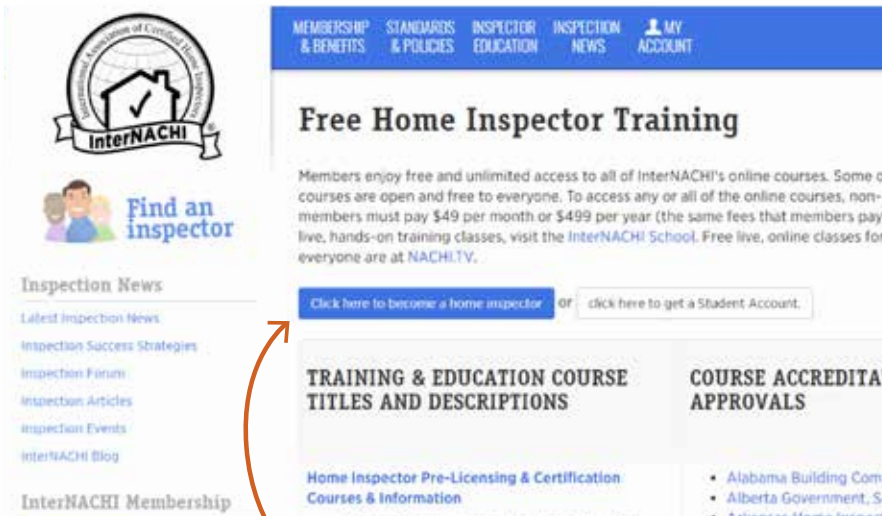 International Association of Certified Home Inspectors
InterNACHI
®
Find an
inspector
Inspection News
Latest Inspection News
Inspection Success Strategies
Inspection Forum
Inspection Articles
Inspection Events
InterNACHI Blog
InterNACHI Membership
MEMBERSHIP & BENEFITS
STANDARDS & POLICIES
INSPECTOR EDUCATION
INSPECTION NEWS
MY ACCOUNT
Free Home Inspector Training
Members enjoy free and unlimited access to all of InterNACHI's online courses. Some
courses are open and free to everyone. To access any or all of the online courses, non-
members must pay $49 per month or $499 per year (the same fees that members pay
live, hands-on training classes, visit the InterNACHI School. Free live, online classes for
everyone are at NACHI.TV.
Click here to become a home inspector or click here to get a Student Account.
TRAINING & EDUCATION COURSE
TITLES AND DESCRIPTIONS
Home Inspector Pre-Licensing & Certification
Courses & Information
COURSE ACCREDITA
APPROVALS
• Alabama Building Com
• Alberta Government, S